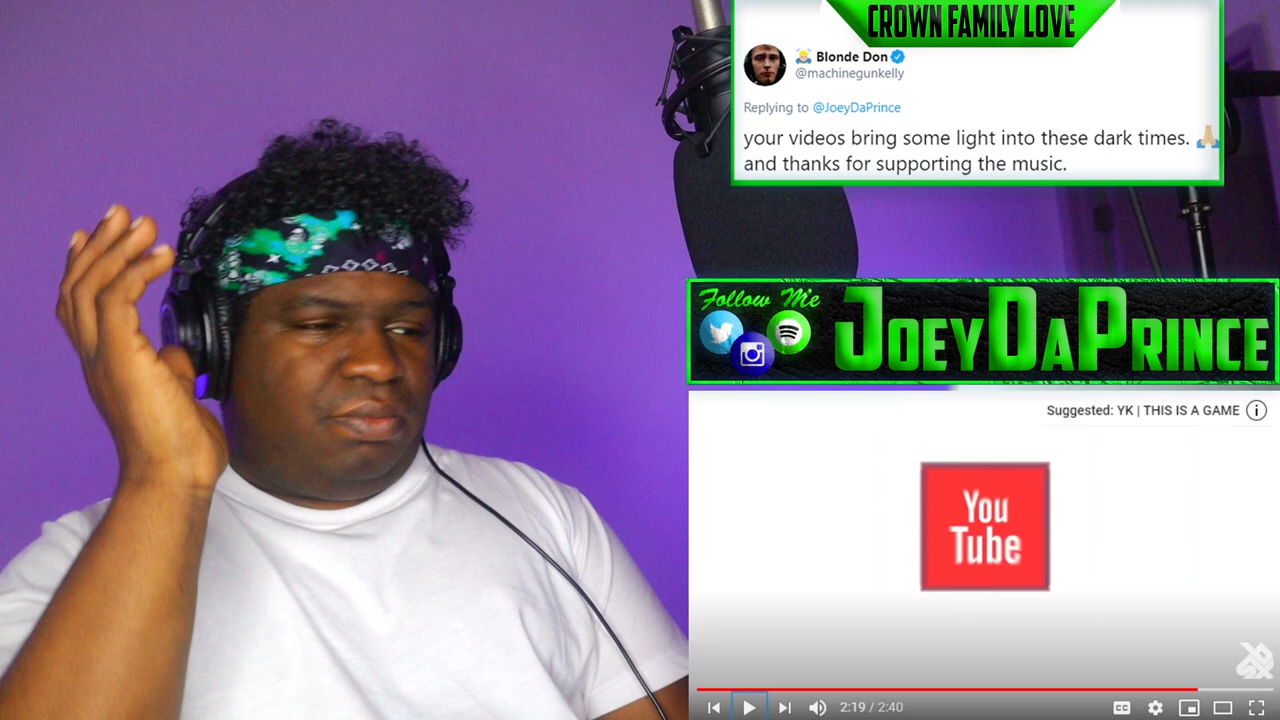 CROWN FAMILY LOVE
Blonde Don
@machinegunkelly
Replying to @JoeyDaPrince
your videos bring some light into these dark times. 🙏🏼
and thanks for supporting the music.
Follow Me
JOEYDAPRINCE
Suggested: YK | THIS IS A GAME
You
Tube
2:19 / 2:40
CC